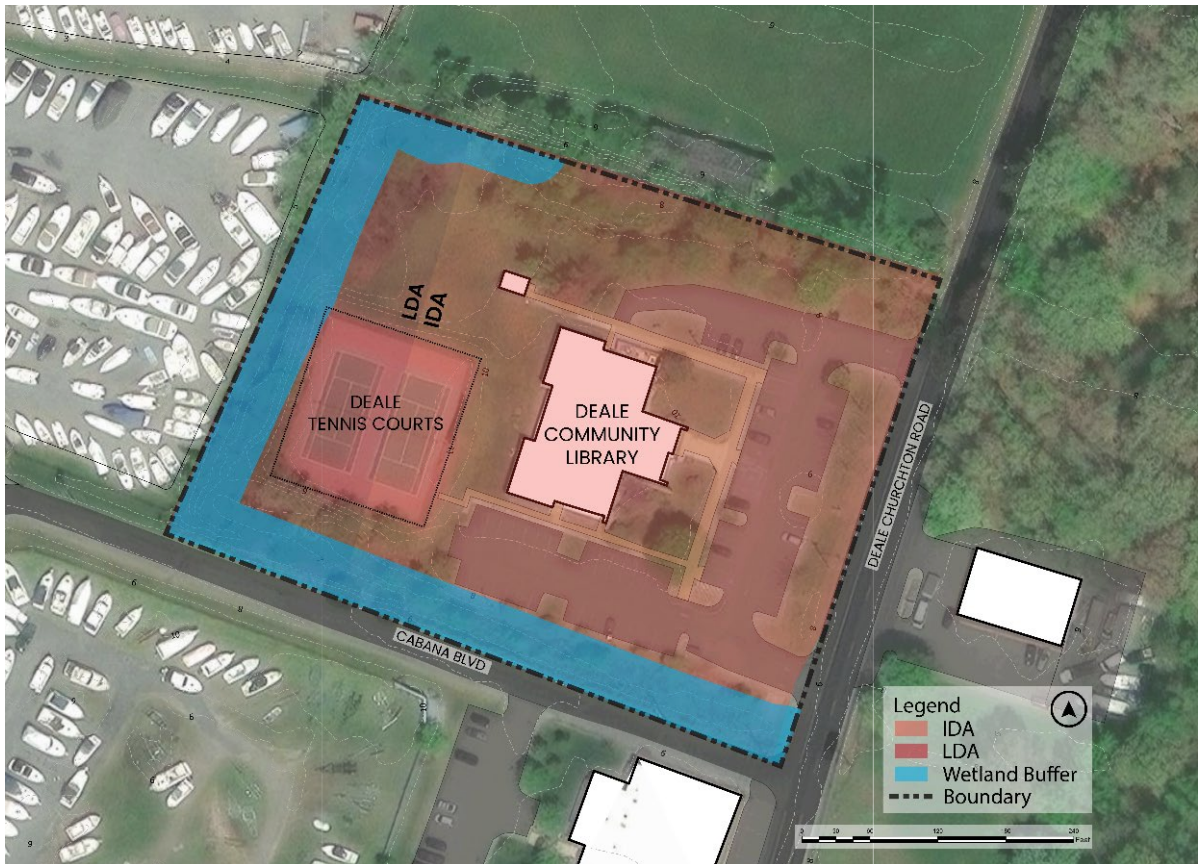 LDA
IDA
DEALE
TENNIS COURTS
DEALE
COMMUNITY
LIBRARY
DEALE CHURCHTON ROAD
CABANA BLVD
Legend
IDA
LDA
Wetland Buffer
Boundary
Feet